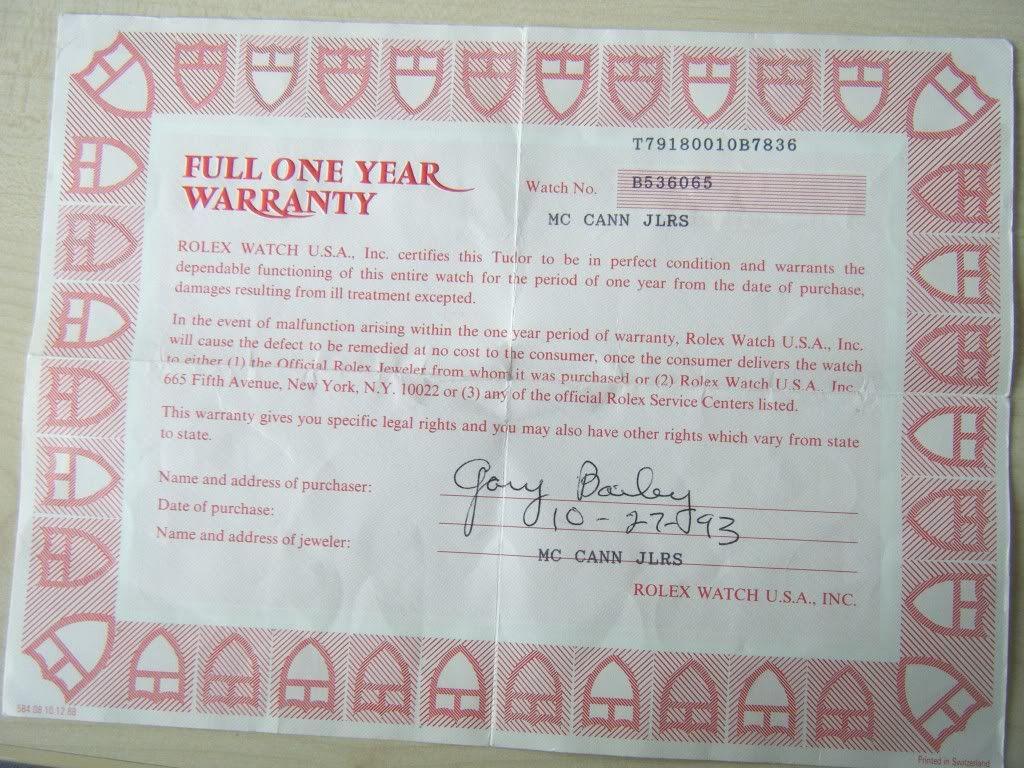 T79180010B7836
FULL ONE YEAR
WARRANTY
Watch No. B536065
MC CANN JLRS
ROLEX WATCH U.S.A., Inc. certifies this Tudor to be in perfect condition and warrants the
dependable functioning of this entire watch for the period of one year from the date of purchase,
damages resulting from ill treatment excepted.
In the event of malfunction arising within the one year period of warranty, Rolex Watch U.S.A., Inc.
will cause the defect to be remedied at no cost to the consumer, once the consumer delivers the watch
to either (1) the Official Rolex Jeweler from whom it was purchased or (2) Rolex Watch U.S.A., Inc.,
665 Fifth Avenue, New York, N.Y. 10022 or (3) any of the official Rolex Service Centers listed.
This warranty gives you specific legal rights and you may also have other rights which vary from state
to state.
Name and address of purchaser: Gary Bailey
Date of purchase: 10-27-93
Name and address of jeweler: MC CANN JLRS
ROLEX WATCH U.S.A., INC.
584.08.10.12.88
Printed in Switzerland